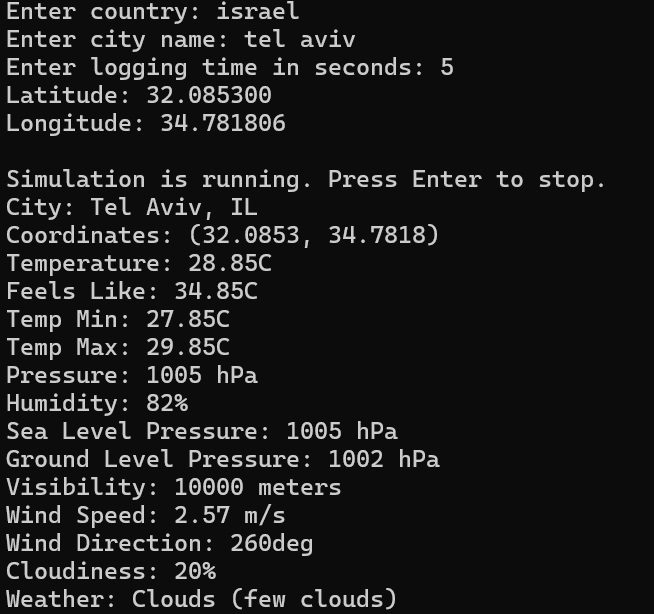 Enter country: israel
Enter city name: tel aviv
Enter logging time in seconds: 5
Latitude: 32.085300
Longitude: 34.781806
Simulation is running. Press Enter to stop.
City: Tel Aviv, IL
Coordinates: (32.0853, 34.7818)
Temperature: 28.85C
Feels Like: 34.85C
Temp Min: 27.85C
Temp Max: 29.85C
Pressure: 1005 hPa
Humidity: 82%
Sea Level Pressure: 1005 hPa
Ground Level Pressure: 1002 hPa
Visibility: 10000 meters
Wind Speed: 2.57 m/s
Wind Direction: 260deg
Cloudiness: 20%
Weather: Clouds (few clouds)